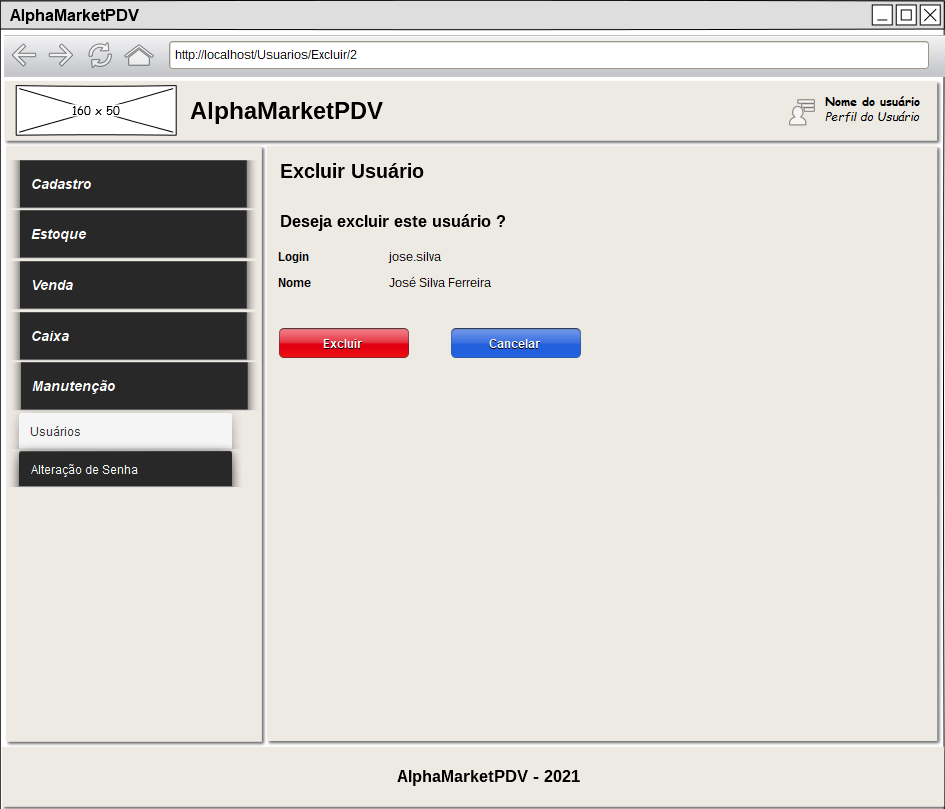 AlphaMarketPDV
http://localhost/Usuarios/Excluir/2
160 x 50
AlphaMarketPDV
Nome do usuário
Perfil do Usuário
Cadastro
Estoque
Venda
Caixa
Manutenção
Usuários
Alteração de Senha
Excluir Usuário
Deseja excluir este usuário ?
Login jose.silva
Nome José Silva Ferreira
Excluir Cancelar
AlphaMarketPDV - 2021